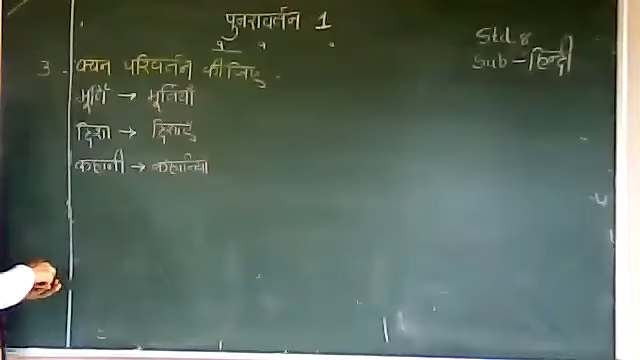 पुनरावर्तन 1
Std 8
Sub - हिन्दी
3. वचन परिवर्तन कीजिए.
मूर्ति → मूर्तियाँ
दिशा → दिशाएँ
कहानी → कहानियाँ